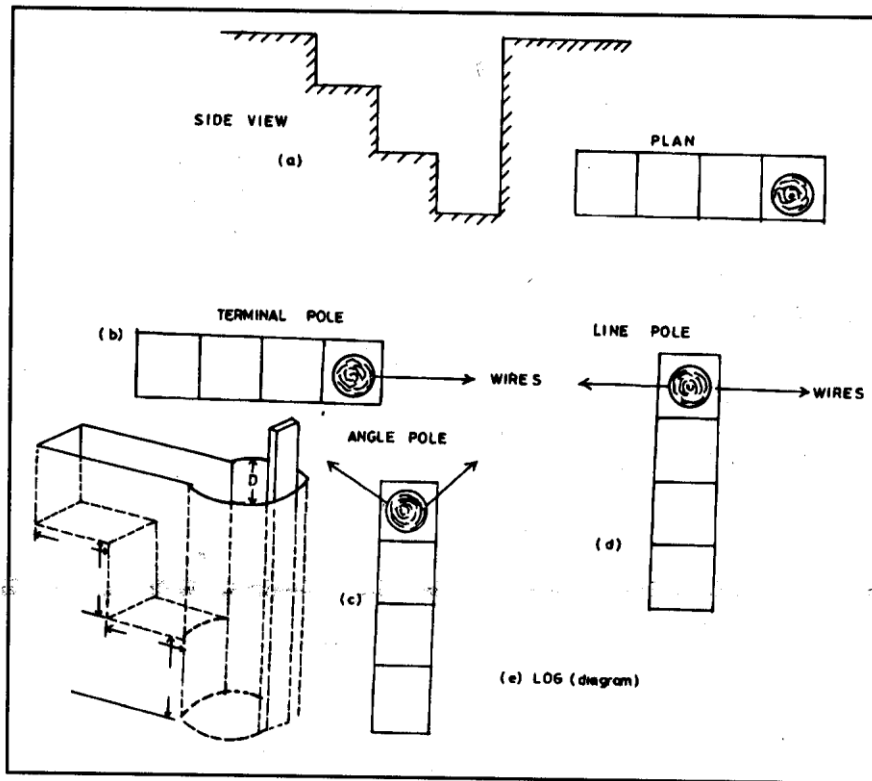 SIDE VIEW
(a)
PLAN
TERMINAL POLE
(b)
WIRES
LINE POLE
WIRES
(d)
ANGLE POLE
(c)
D
(e) LOG (diagram)